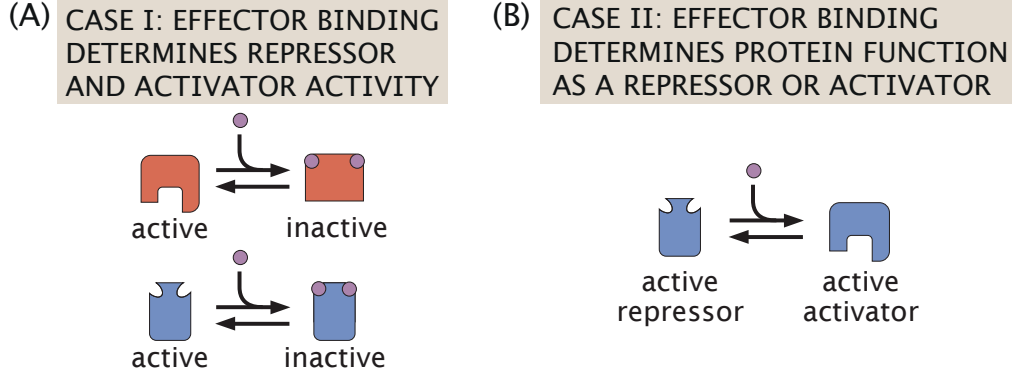 (A) CASE I: EFFECTOR BINDING
DETERMINES REPRESSOR
AND ACTIVATOR ACTIVITY
active
inactive
active
inactive
(B) CASE II: EFFECTOR BINDING
DETERMINES PROTEIN FUNCTION
AS A REPRESSOR OR ACTIVATOR
active
repressor
active
activator